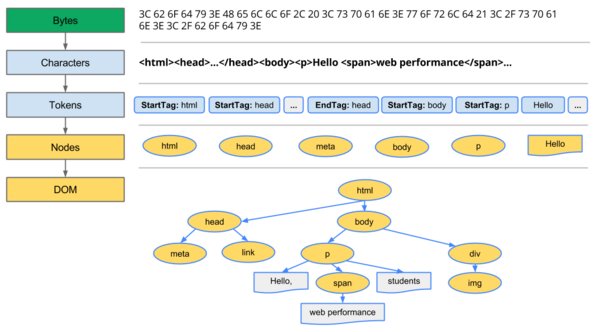 Bytes
3C 62 6F 64 79 3E 48 65 6C 6C 6F 2C 20 3C 73 70 61 6E 3E 77 6F 72 6C 64 21 3C 2F 73 70 61
6E 3E 3C 2F 62 6F 64 79 3E
Characters
<html><head>...</head><body><p>Hello <span>web performance</span>...
Tokens
StartTag: html StartTag: head ... EndTag: head StartTag: body StartTag: p Hello ...
Nodes
html head meta body p Hello
DOM
html
head body
meta link p div
Hello, span students img
web performance